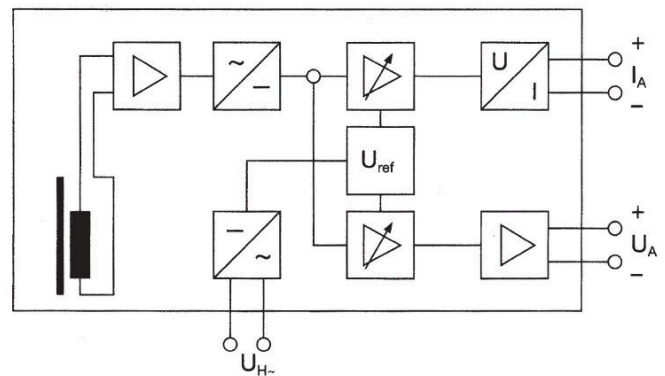 ~
–
U
I
+
I_A
–
U_ref
–
~
+
U_A
–
U_H~